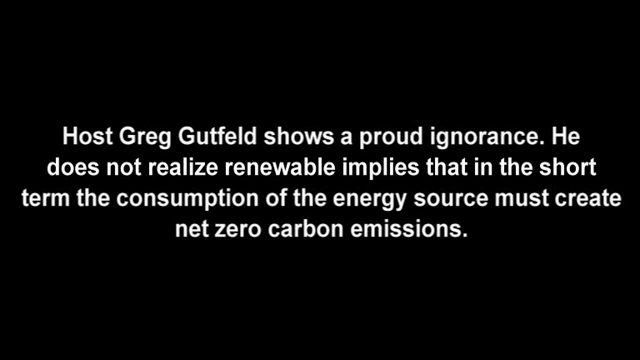 Host Greg Gutfeld shows a proud ignorance. He
does not realize renewable implies that in the short
term the consumption of the energy source must create
net zero carbon emissions.